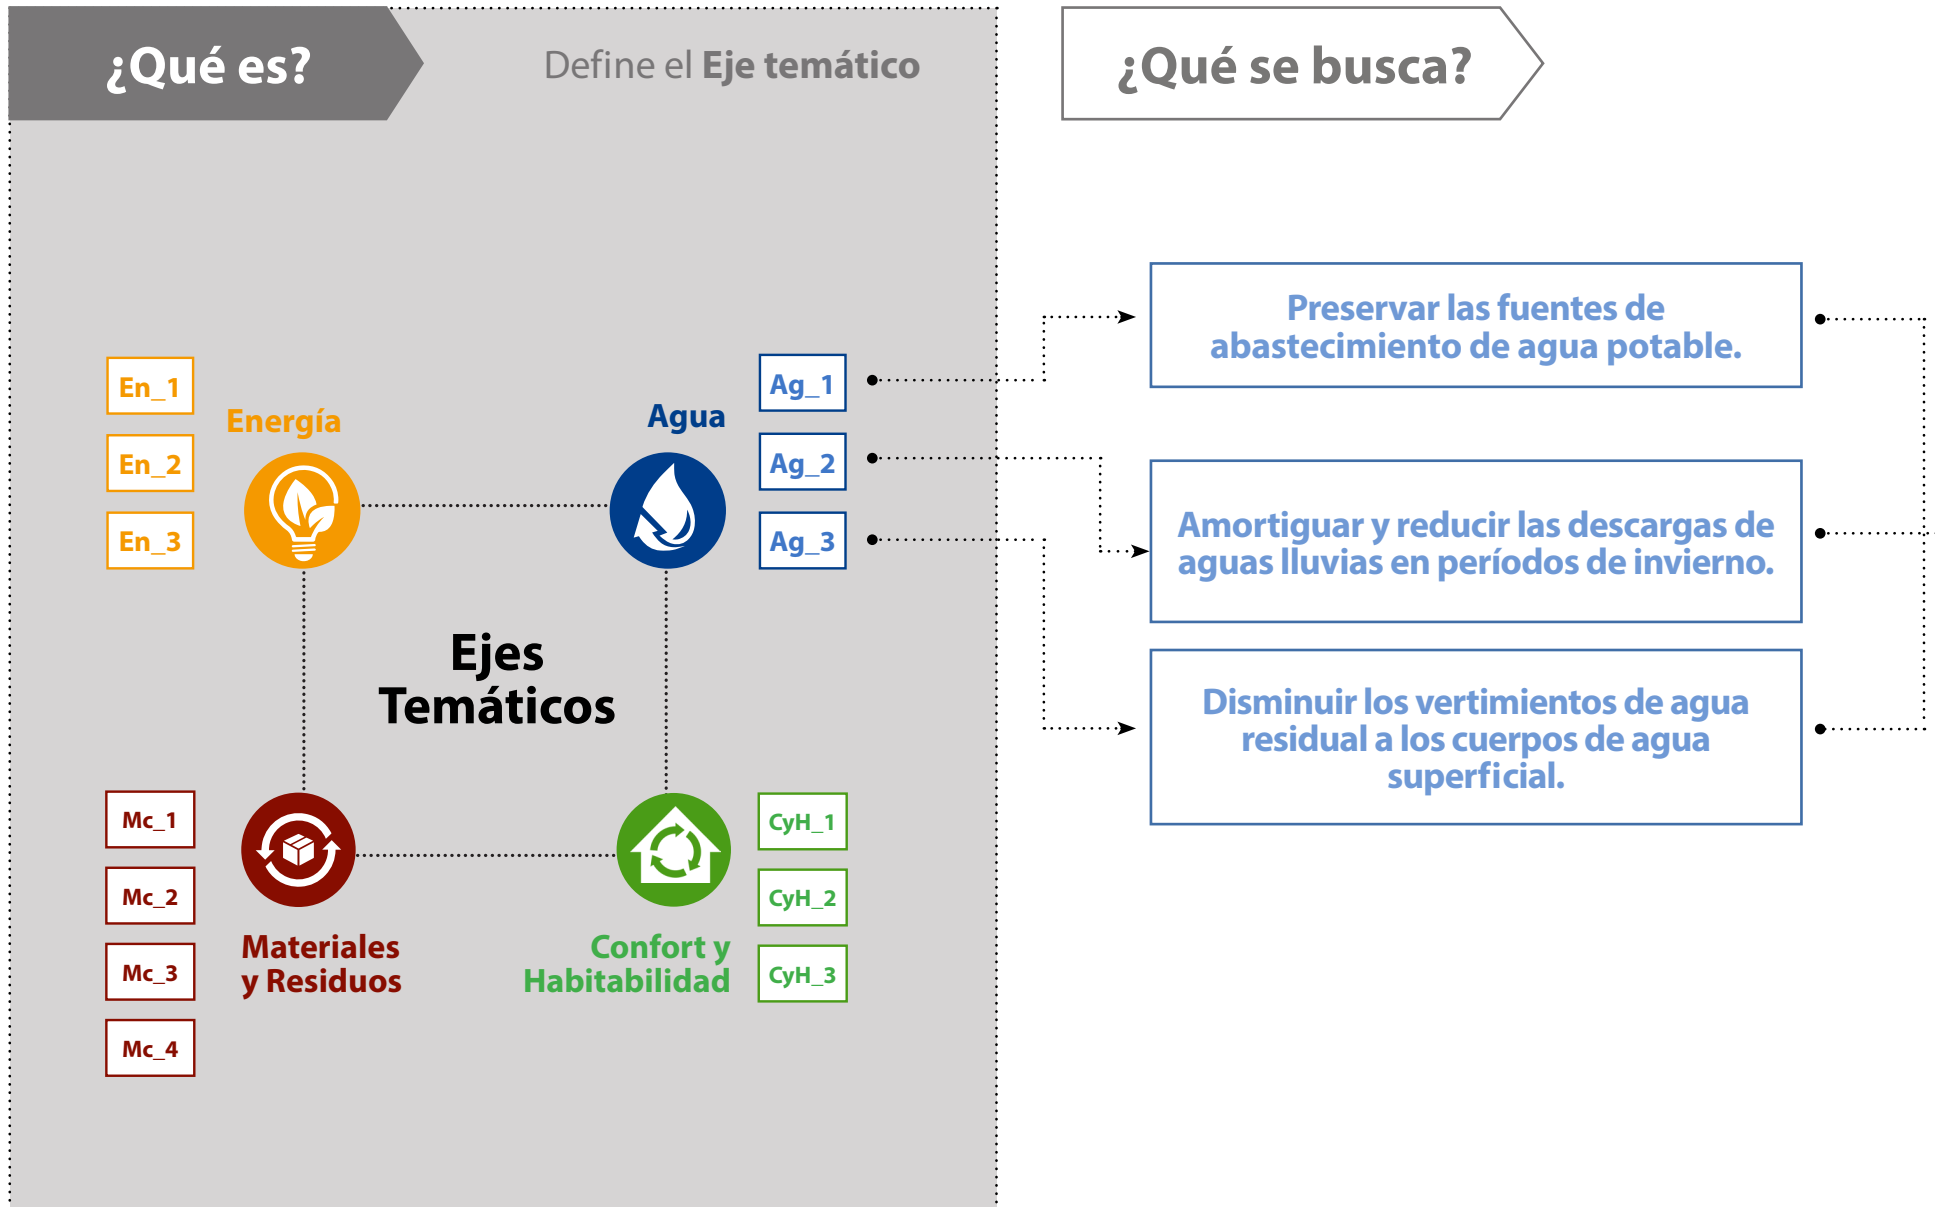 ¿Qué es?
Define el Eje temático
¿Qué se busca?
En_1
En_2
En_3
Energía
Agua
Ag_1
Ag_2
Ag_3
Ejes
Temáticos
Mc_1
Mc_2
Mc_3
Mc_4
Materiales
y Residuos
Confort y
Habitabilidad
CyH_1
CyH_2
CyH_3
Preservar las fuentes de
abastecimiento de agua potable.
Amortiguar y reducir las descargas de
aguas lluvias en períodos de invierno.
Disminuir los vertimientos de agua
residual a los cuerpos de agua
superficial.